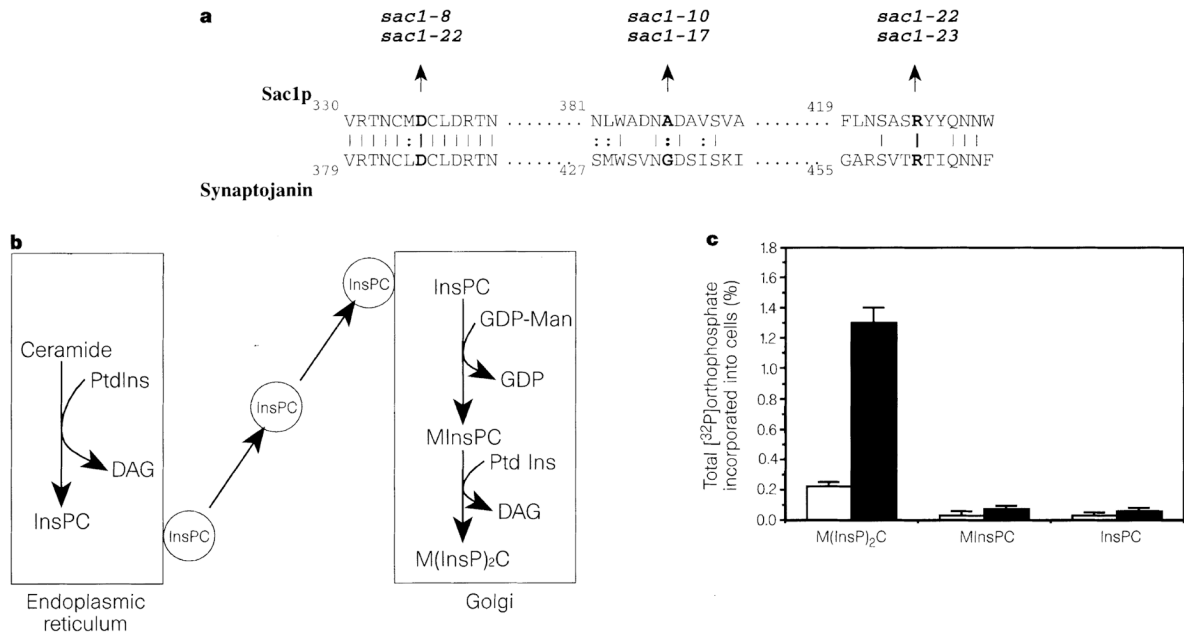 a
sac1-8 sac1-10 sac1-22
sac1-22 sac1-17 sac1-23
Sac1p
330 381 419
VRTNCMDCLDRTN ........ NLWADNADAVSVA ........ FLNSASRYYQNNW
VRTNCLDCLDRTN ........ SMWSVNGDSISKI ....... GARSVTRTIQNNF
379 427 455
Synaptojanin
b
Ceramide
PtdIns
DAG
InsPC
Endoplasmic
reticulum
InsPC
InsPC
InsPC
InsPC
GDP-Man
GDP
MInsPC
Ptd Ins
DAG
M(InsP)₂C
Golgi
c
Total [³²P]orthophosphate
incorporated into cells (%)
1.8
1.6
1.4
1.2
1.0
0.8
0.6
0.4
0.2
0.0
M(InsP)₂C MInsPC InsPC